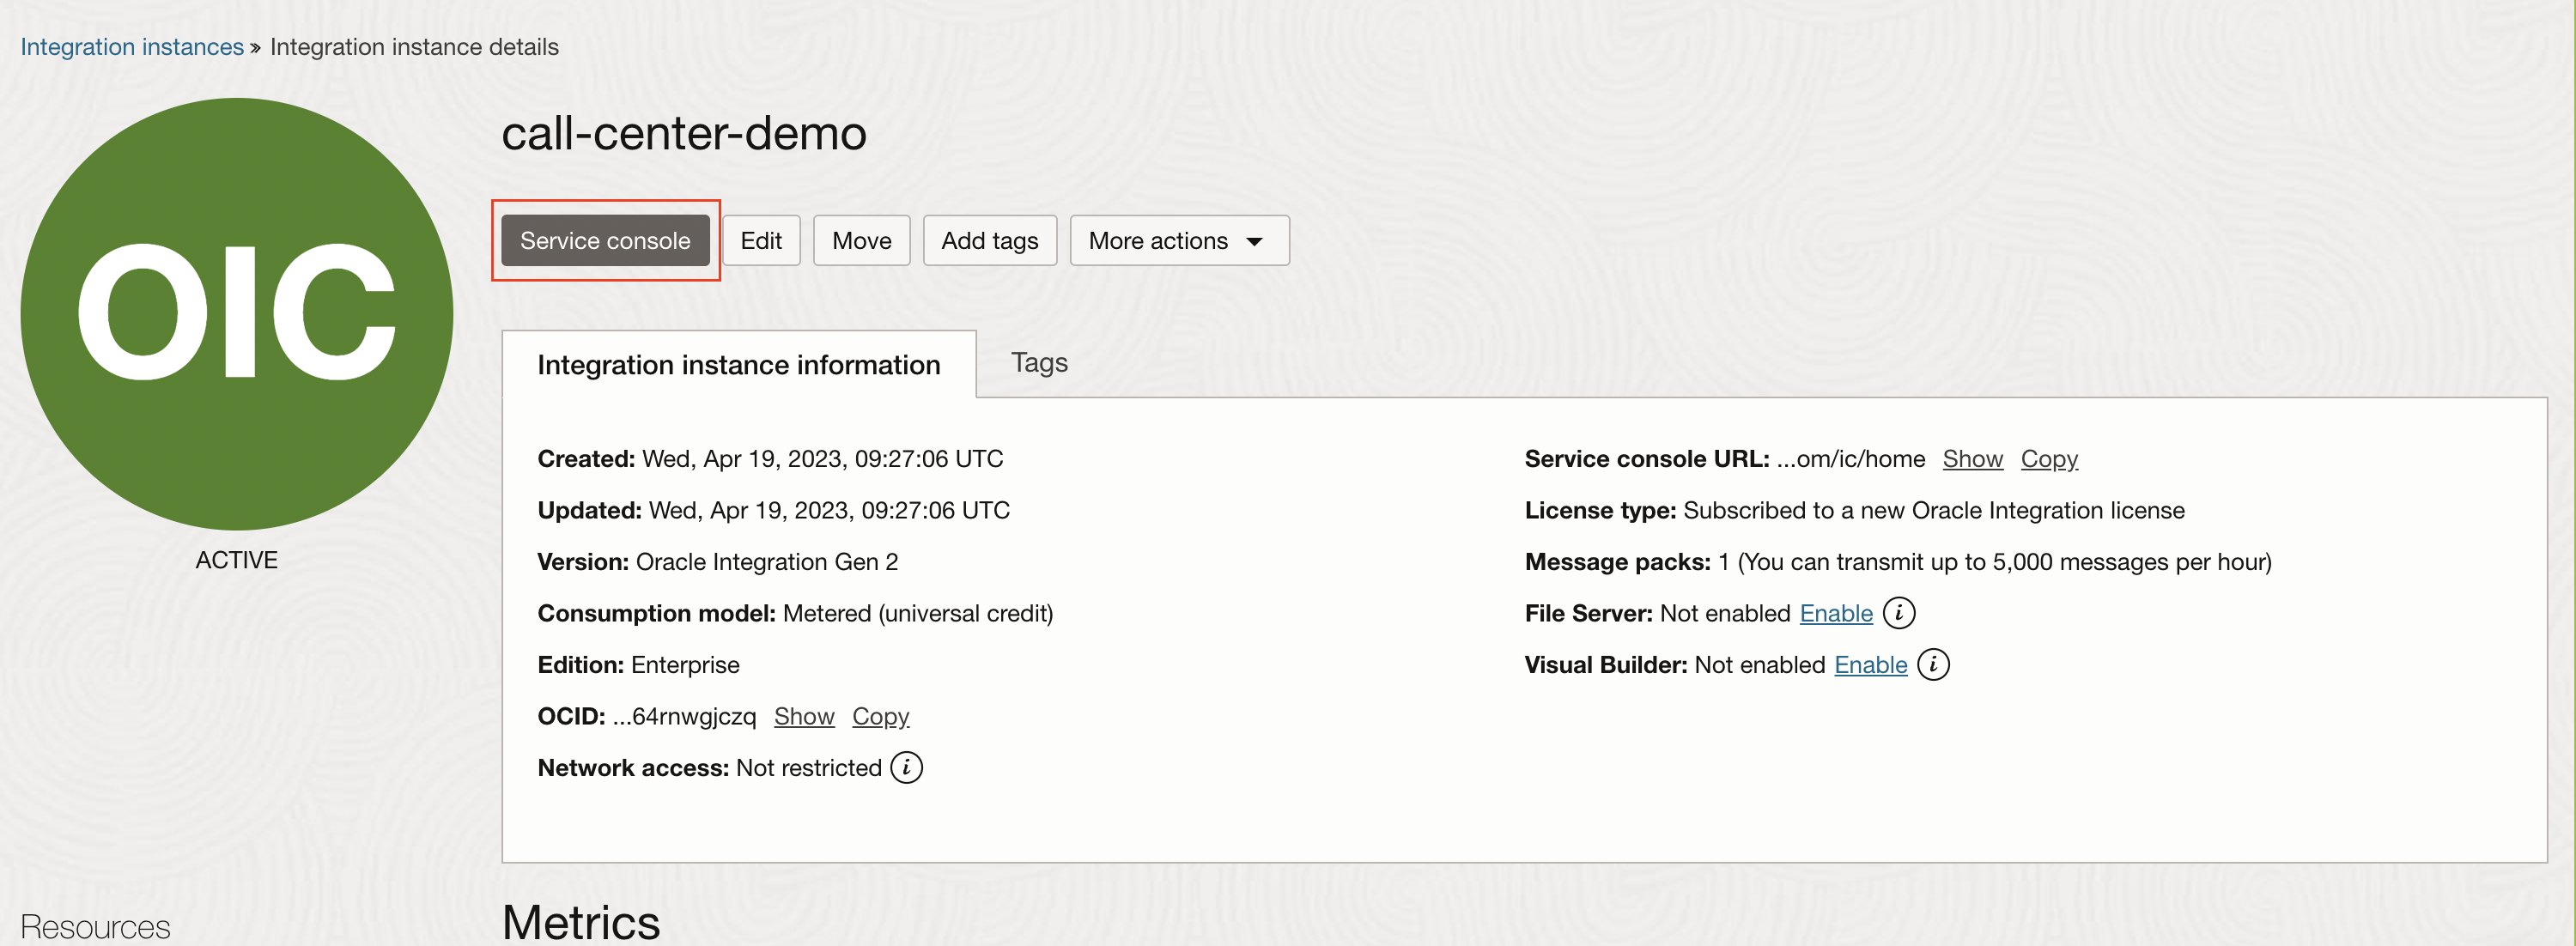 Integration instances » Integration instance details
OIC
ACTIVE
call-center-demo
Service console Edit Move Add tags More actions
Integration instance information Tags
Created: Wed, Apr 19, 2023, 09:27:06 UTC
Updated: Wed, Apr 19, 2023, 09:27:06 UTC
Version: Oracle Integration Gen 2
Consumption model: Metered (universal credit)
Edition: Enterprise
OCID: ...64rnwgjczq Show Copy
Network access: Not restricted i
Service console URL: ...om/ic/home Show Copy
License type: Subscribed to a new Oracle Integration license
Message packs: 1 (You can transmit up to 5,000 messages per hour)
File Server: Not enabled Enable i
Visual Builder: Not enabled Enable i
Resources
Metrics